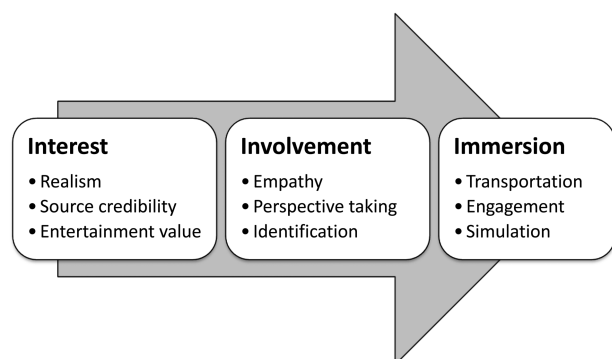 Interest
• Realism
• Source credibility
• Entertainment value
Involvement
• Empathy
• Perspective taking
• Identification
Immersion
• Transportation
• Engagement
• Simulation